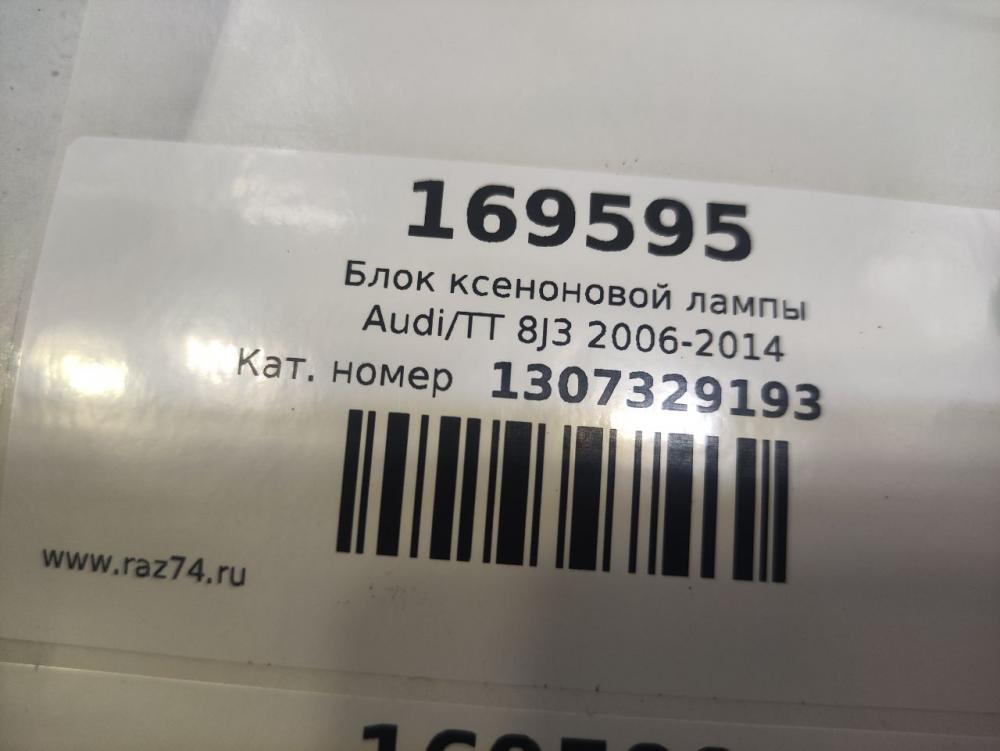 169595
Блок ксеноновой лампы
Audi/TT 8J3 2006-2014
Кат. номер 1307329193
www.raz74.ru